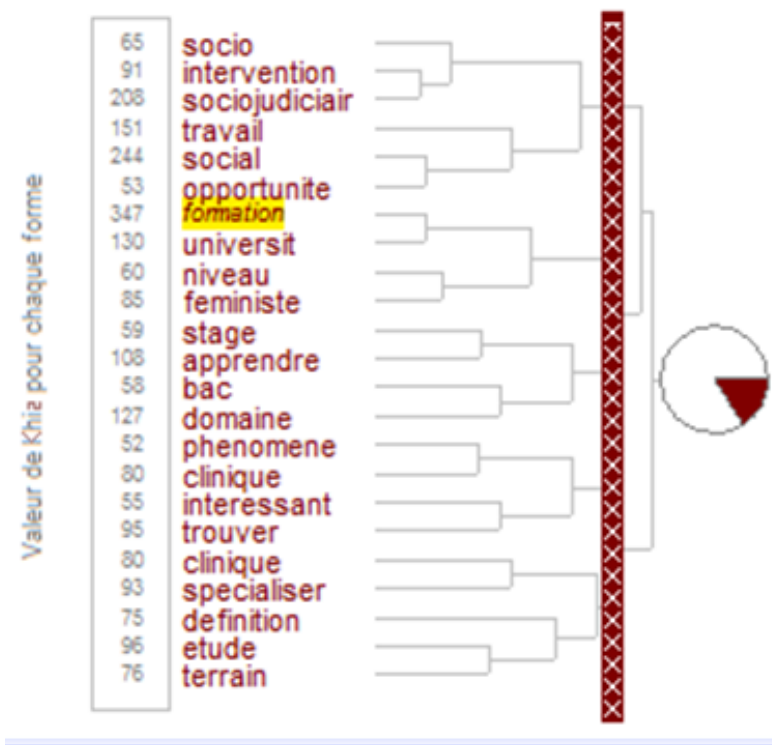 Valeur de Khi2 pour chaque forme
65 socio
91 intervention
208 sociojudiciair
151 travail
244 social
53 opportunite
347 formation
130 universit
60 niveau
85 feministe
59 stage
108 apprendre
58 bac
127 domaine
52 phenomene
80 clinique
55 interessant
95 trouver
80 clinique
93 specialiser
75 definition
96 etude
76 terrain